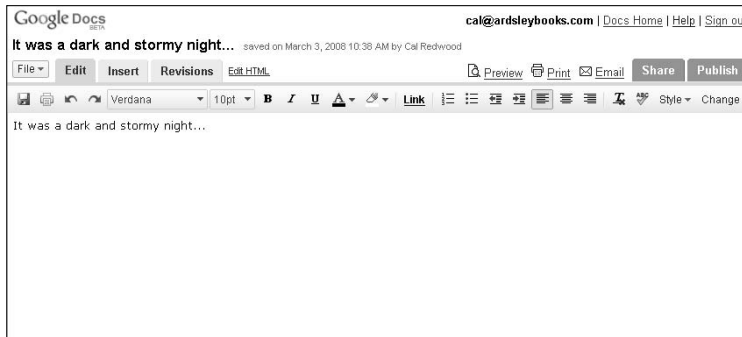 Google Docs
BETA
cal@ardsleybooks.com | Docs Home | Help | Sign ou
It was a dark and stormy night... saved on March 3, 2008 10:38 AM by Cal Redwood
File Edit Insert Revisions Edit HTML Preview Print Email Share Publish
Verdana 10pt B I U A Link Style Change
It was a dark and stormy night...